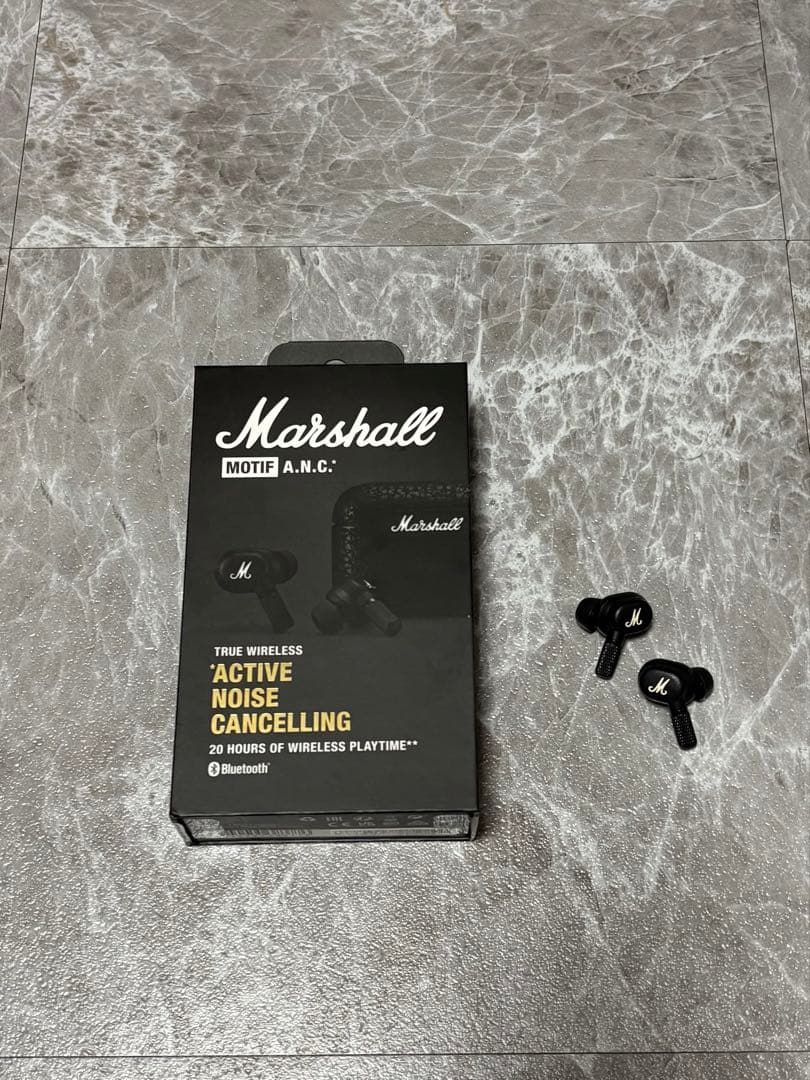 Marshall
MOTIF A.N.C.*
Marshall
M
TRUE WIRELESS
*ACTIVE
NOISE
CANCELLING
20 HOURS OF WIRELESS PLAYTIME**
Bluetooth®
M
M